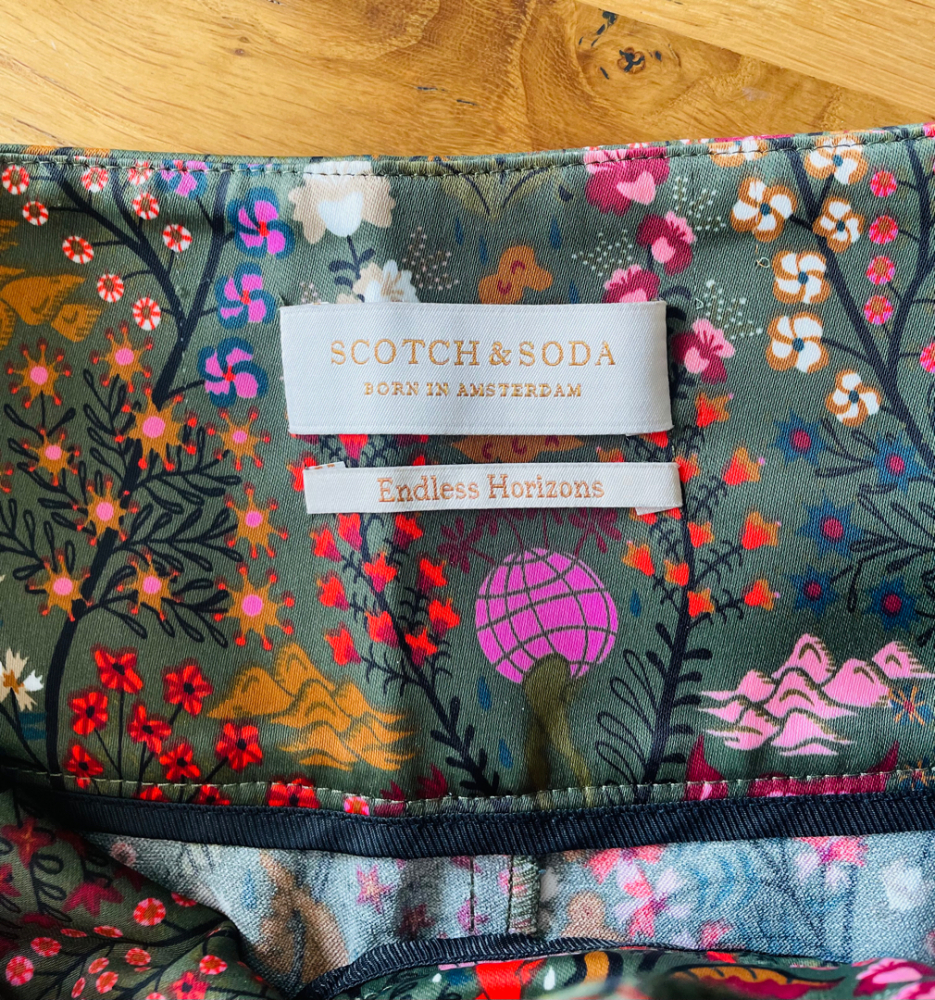 SCOTCH & SODA
BORN IN AMSTERDAM
Endless Horizons